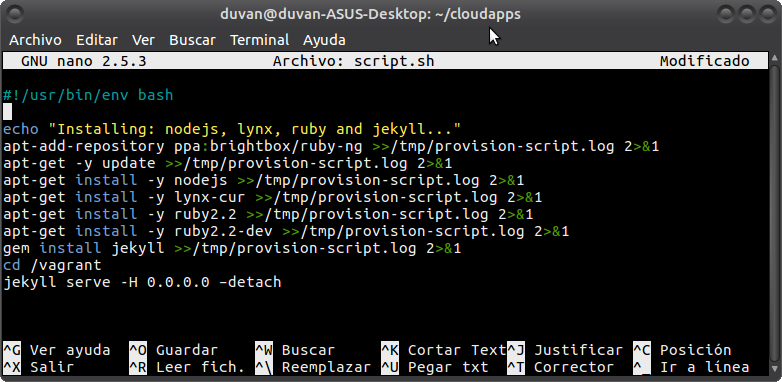 duvan@duvan-ASUS-Desktop: ~/cloudapps
Archivo Editar Ver Buscar Terminal Ayuda
GNU nano 2.5.3 Archivo: script.sh Modificado
#!/usr/bin/env bash
echo "Installing: nodejs, lynx, ruby and jekyll..."
apt-add-repository ppa:brightbox/ruby-ng >>/tmp/provision-script.log 2>&1
apt-get -y update >>/tmp/provision-script.log 2>&1
apt-get install -y nodejs >>/tmp/provision-script.log 2>&1
apt-get install -y lynx-cur >>/tmp/provision-script.log 2>&1
apt-get install -y ruby2.2 >>/tmp/provision-script.log 2>&1
apt-get install -y ruby2.2-dev >>/tmp/provision-script.log 2>&1
gem install jekyll >>/tmp/provision-script.log 2>&1
cd /vagrant
jekyll serve -H 0.0.0.0 –detach
^G Ver ayuda ^O Guardar ^W Buscar ^K Cortar Text ^J Justificar ^C Posición
^X Salir ^R Leer fich. ^\ Reemplazar ^U Pegar txt ^T Corrector ^_ Ir a línea